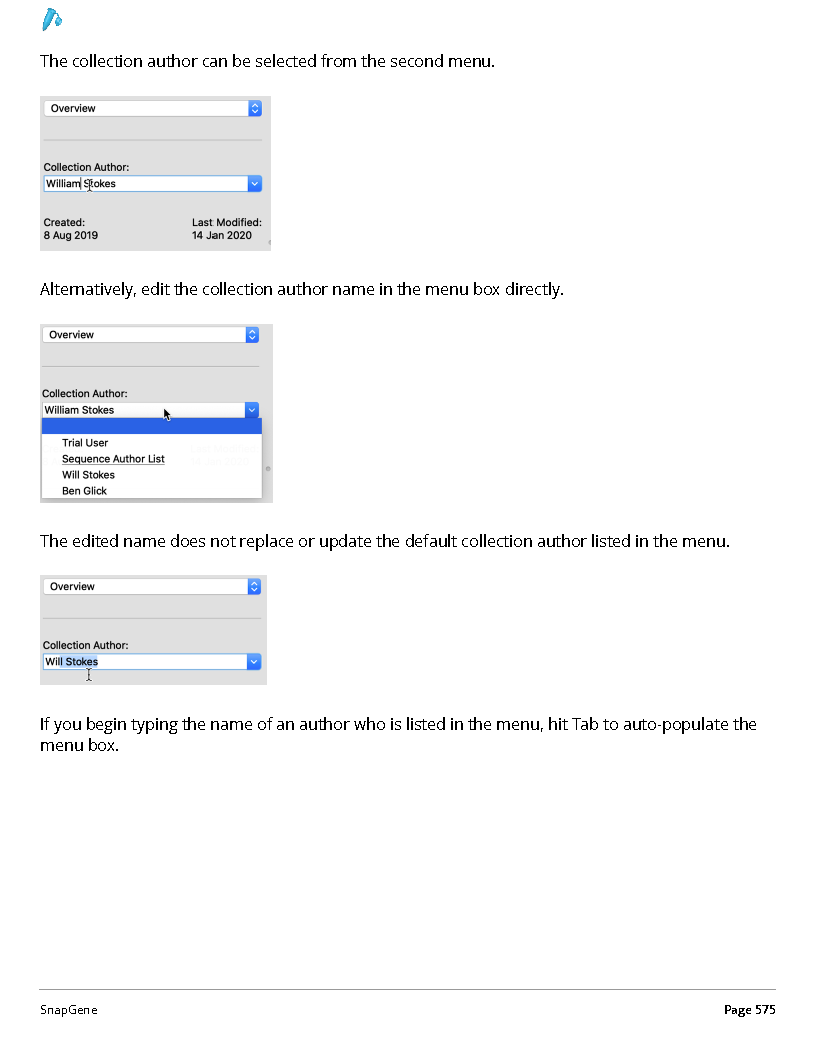 The collection author can be selected from the second menu.
Overview
Collection Author:
William Stokes
Created: Last Modified:
8 Aug 2019 14 Jan 2020
Alternatively, edit the collection author name in the menu box directly.
Overview
Collection Author:
William Stokes
Trial User
Sequence Author List
Will Stokes
Ben Glick
The edited name does not replace or update the default collection author listed in the menu.
Overview
Collection Author:
Will Stokes
If you begin typing the name of an author who is listed in the menu, hit Tab to auto-populate the
menu box.
SnapGene Page 575